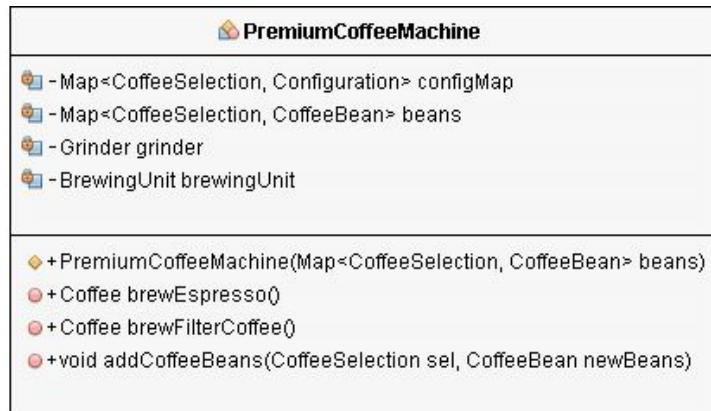 PremiumCoffeeMachine
-Map<CoffeeSelection, Configuration> configMap
-Map<CoffeeSelection, CoffeeBean> beans
-Grinder grinder
-BrewingUnit brewingUnit
+PremiumCoffeeMachine(Map<CoffeeSelection, CoffeeBean> beans)
+Coffee brewEspresso()
+Coffee brewFilterCoffee()
+void addCoffeeBeans(CoffeeSelection sel, CoffeeBean newBeans)